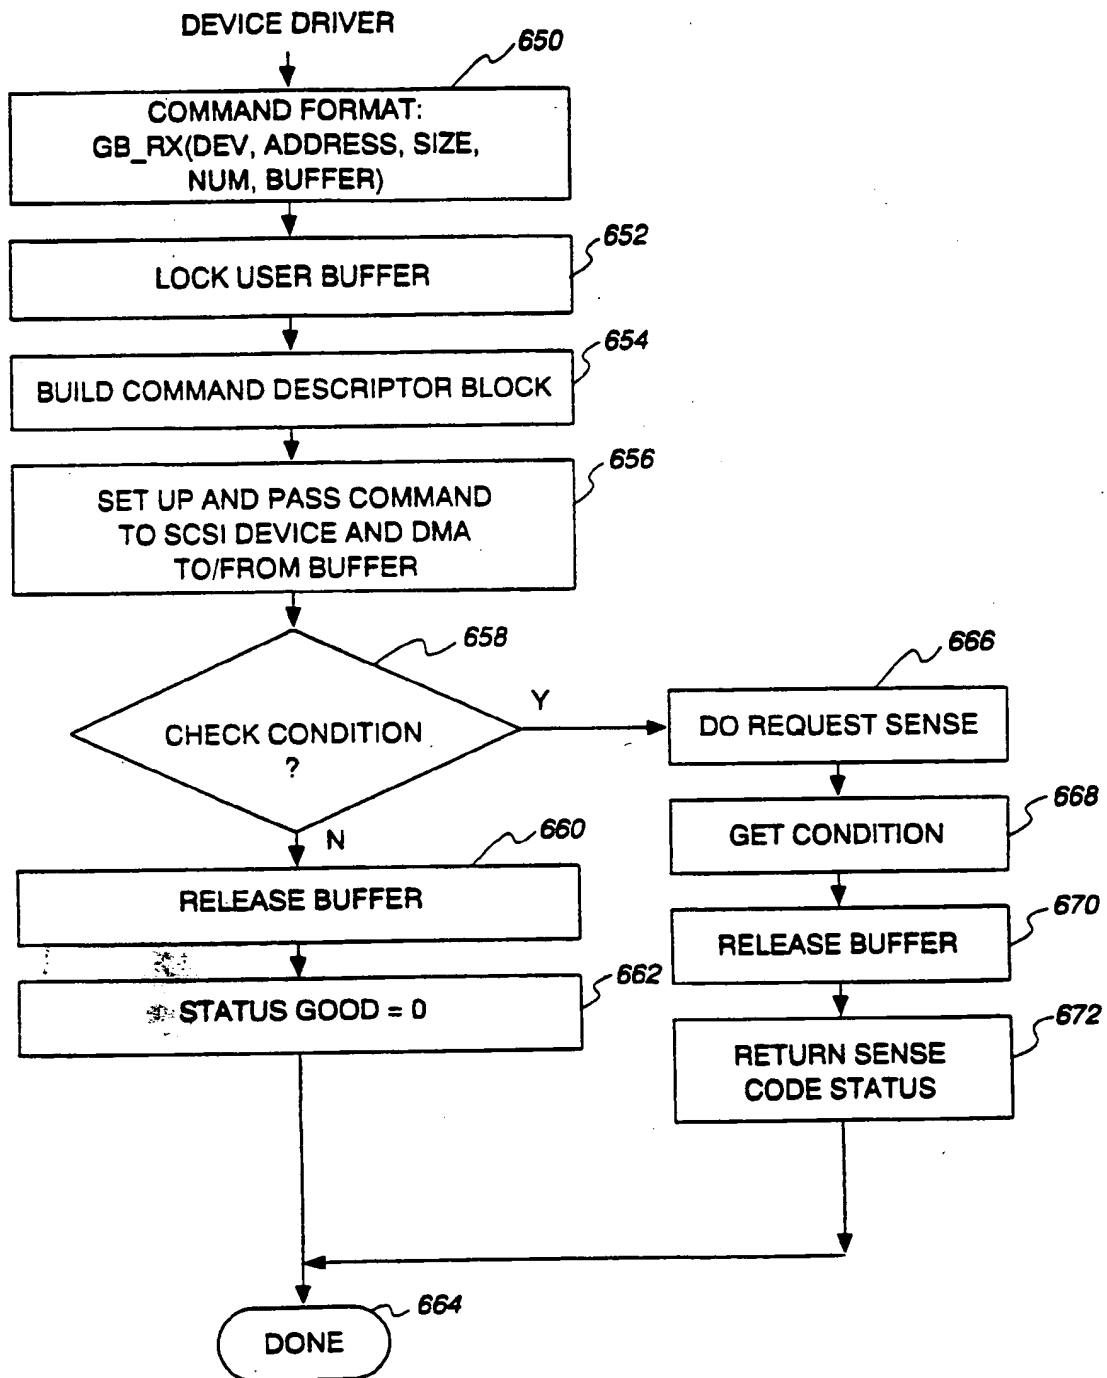 DEVICE DRIVER
650
COMMAND FORMAT:
GB_RX(DEV, ADDRESS, SIZE,
NUM, BUFFER)
652
LOCK USER BUFFER
654
BUILD COMMAND DESCRIPTOR BLOCK
656
SET UP AND PASS COMMAND
TO SCSI DEVICE AND DMA
TO/FROM BUFFER
658
CHECK CONDITION
?
Y
N
666
DO REQUEST SENSE
668
GET CONDITION
660
RELEASE BUFFER
670
RELEASE BUFFER
662
STATUS GOOD = 0
672
RETURN SENSE
CODE STATUS
664
DONE